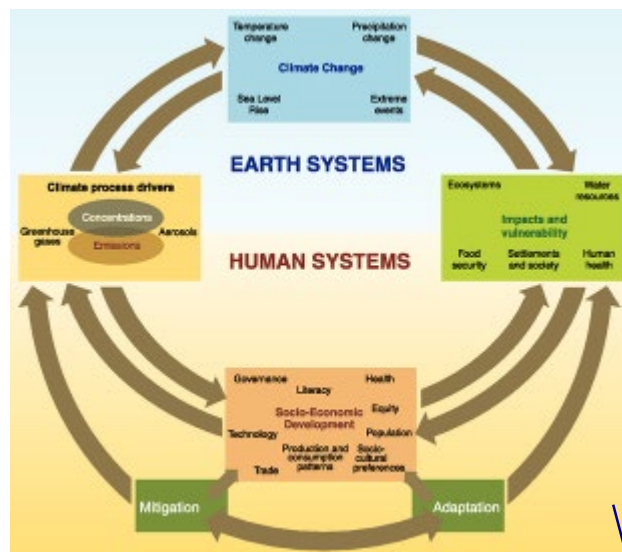 Temperature change
Precipitation change
Climate Change
Sea Level Rise
Extreme events
EARTH SYSTEMS
Climate process drivers
Concentrations
Greenhouse gases
Aerosols
Emissions
Ecosystems
Water resources
Impacts and vulnerability
Food security
Settlements and society
Human health
HUMAN SYSTEMS
Governance
Literacy
Health
Socio-Economic Development
Equity
Technology
Population
Production and consumption patterns
Socio-cultural preferences
Trade
Mitigation
Adaptation